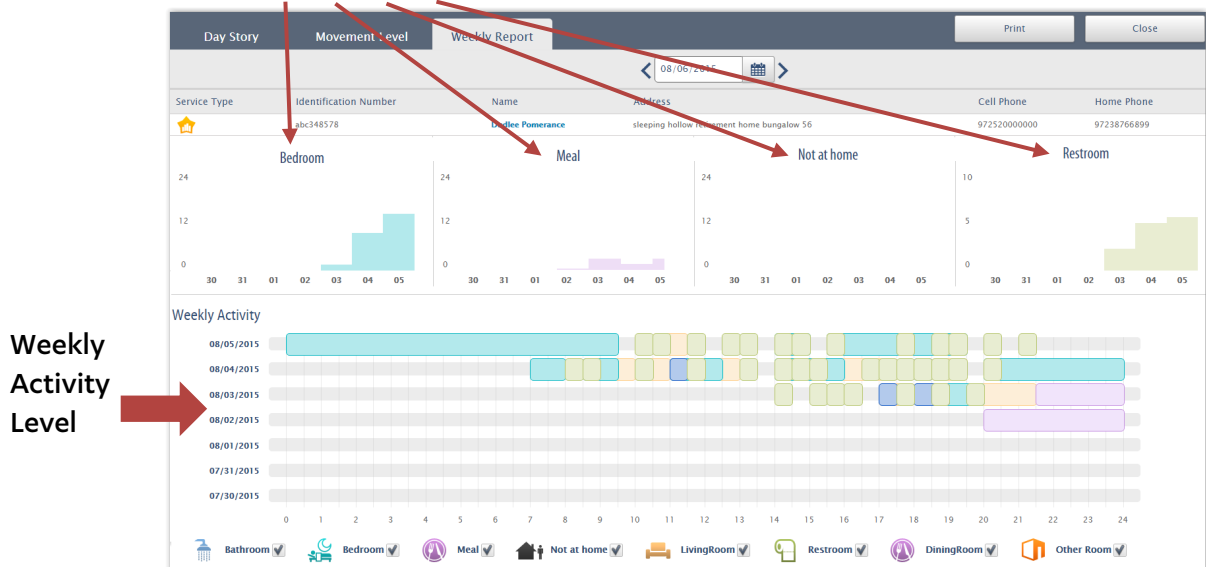 Day Story Movement Level Weekly Report Print Close
08/06/2015
Service Type Identification Number Name Address Cell Phone Home Phone
abc348578 Dudlee Pomerance sleeping hollow retirement home bungalow 56 972520000000 97238766899
Bedroom Meal Not at home Restroom
24 24 24 10
12 12 12 5
0 0 0 0
30 31 01 02 03 04 05 30 31 01 02 03 04 05 30 31 01 02 03 04 05 30 31 01 02 03 04 05
Weekly Activity
Weekly
Activity
Level
08/05/2015
08/04/2015
08/03/2015
08/02/2015
08/01/2015
07/31/2015
07/30/2015
0 1 2 3 4 5 6 7 8 9 10 11 12 13 14 15 16 17 18 19 20 21 22 23 24
Bathroom Bedroom Meal Not at home LivingRoom Restroom DiningRoom Other Room